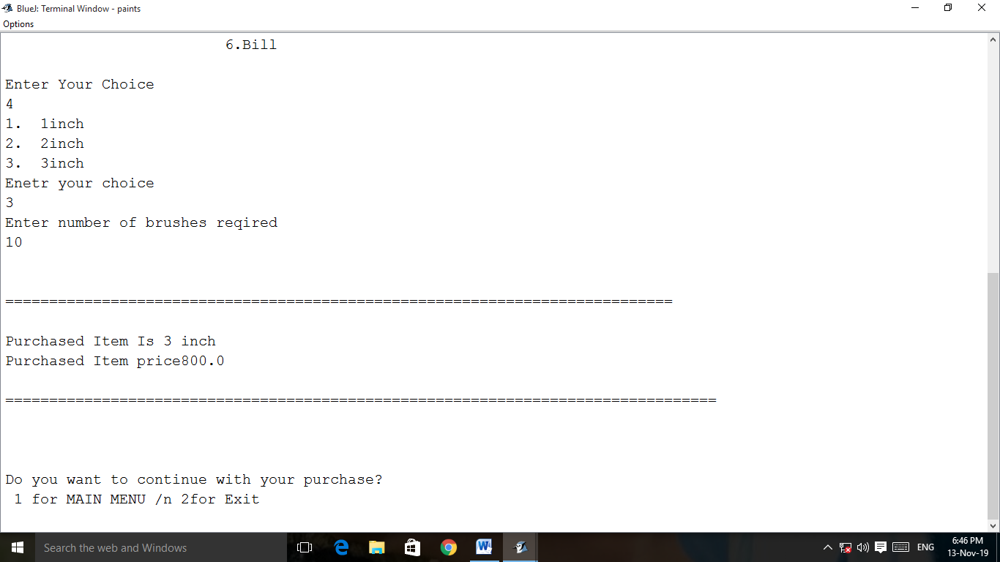 BlueJ: Terminal Window - paints
Options
6.Bill
Enter Your Choice
4
1.  1inch
2.  2inch
3.  3inch
Enetr your choice
3
Enter number of brushes reqired
10
============================================================================
Purchased Item Is 3 inch
Purchased Item price800.0
=================================================================================
Do you want to continue with your purchase?
1 for MAIN MENU /n 2for Exit
Search the web and Windows
ENG
6:46 PM
13-Nov-19